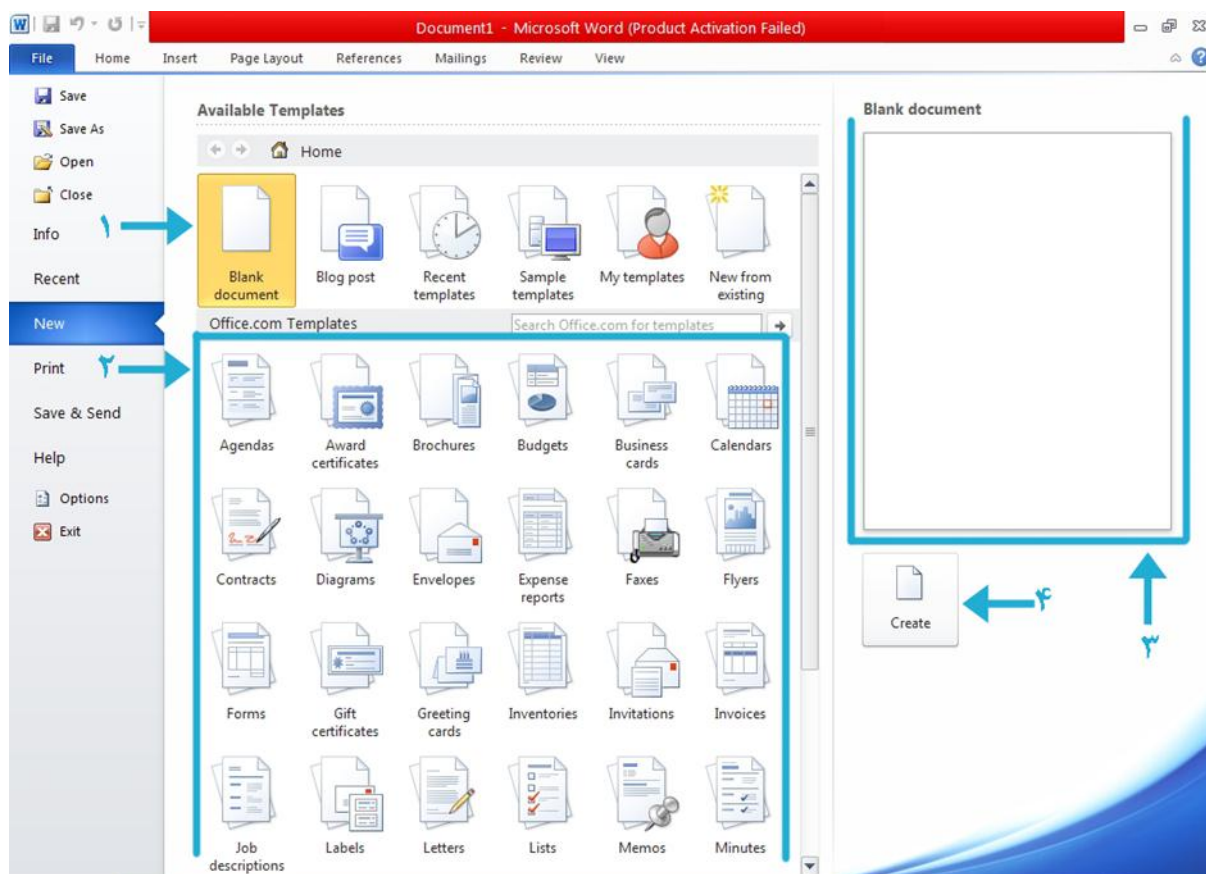 Document1 - Microsoft Word (Product Activation Failed)
File Home Insert Page Layout References Mailings Review View
Save
Save As
Open
Close
Info
Recent
New
Print
Save & Send
Help
Options
Exit
۱
۲
Available Templates
Home
Blank document
Blog post
Recent templates
Sample templates
My templates
New from existing
Office.com Templates
Search Office.com for templates
Agendas
Award certificates
Brochures
Budgets
Business cards
Calendars
Contracts
Diagrams
Envelopes
Expense reports
Faxes
Flyers
Forms
Gift certificates
Greeting cards
Inventories
Invitations
Invoices
Job descriptions
Labels
Letters
Lists
Memos
Minutes
Blank document
Create
۴
۳